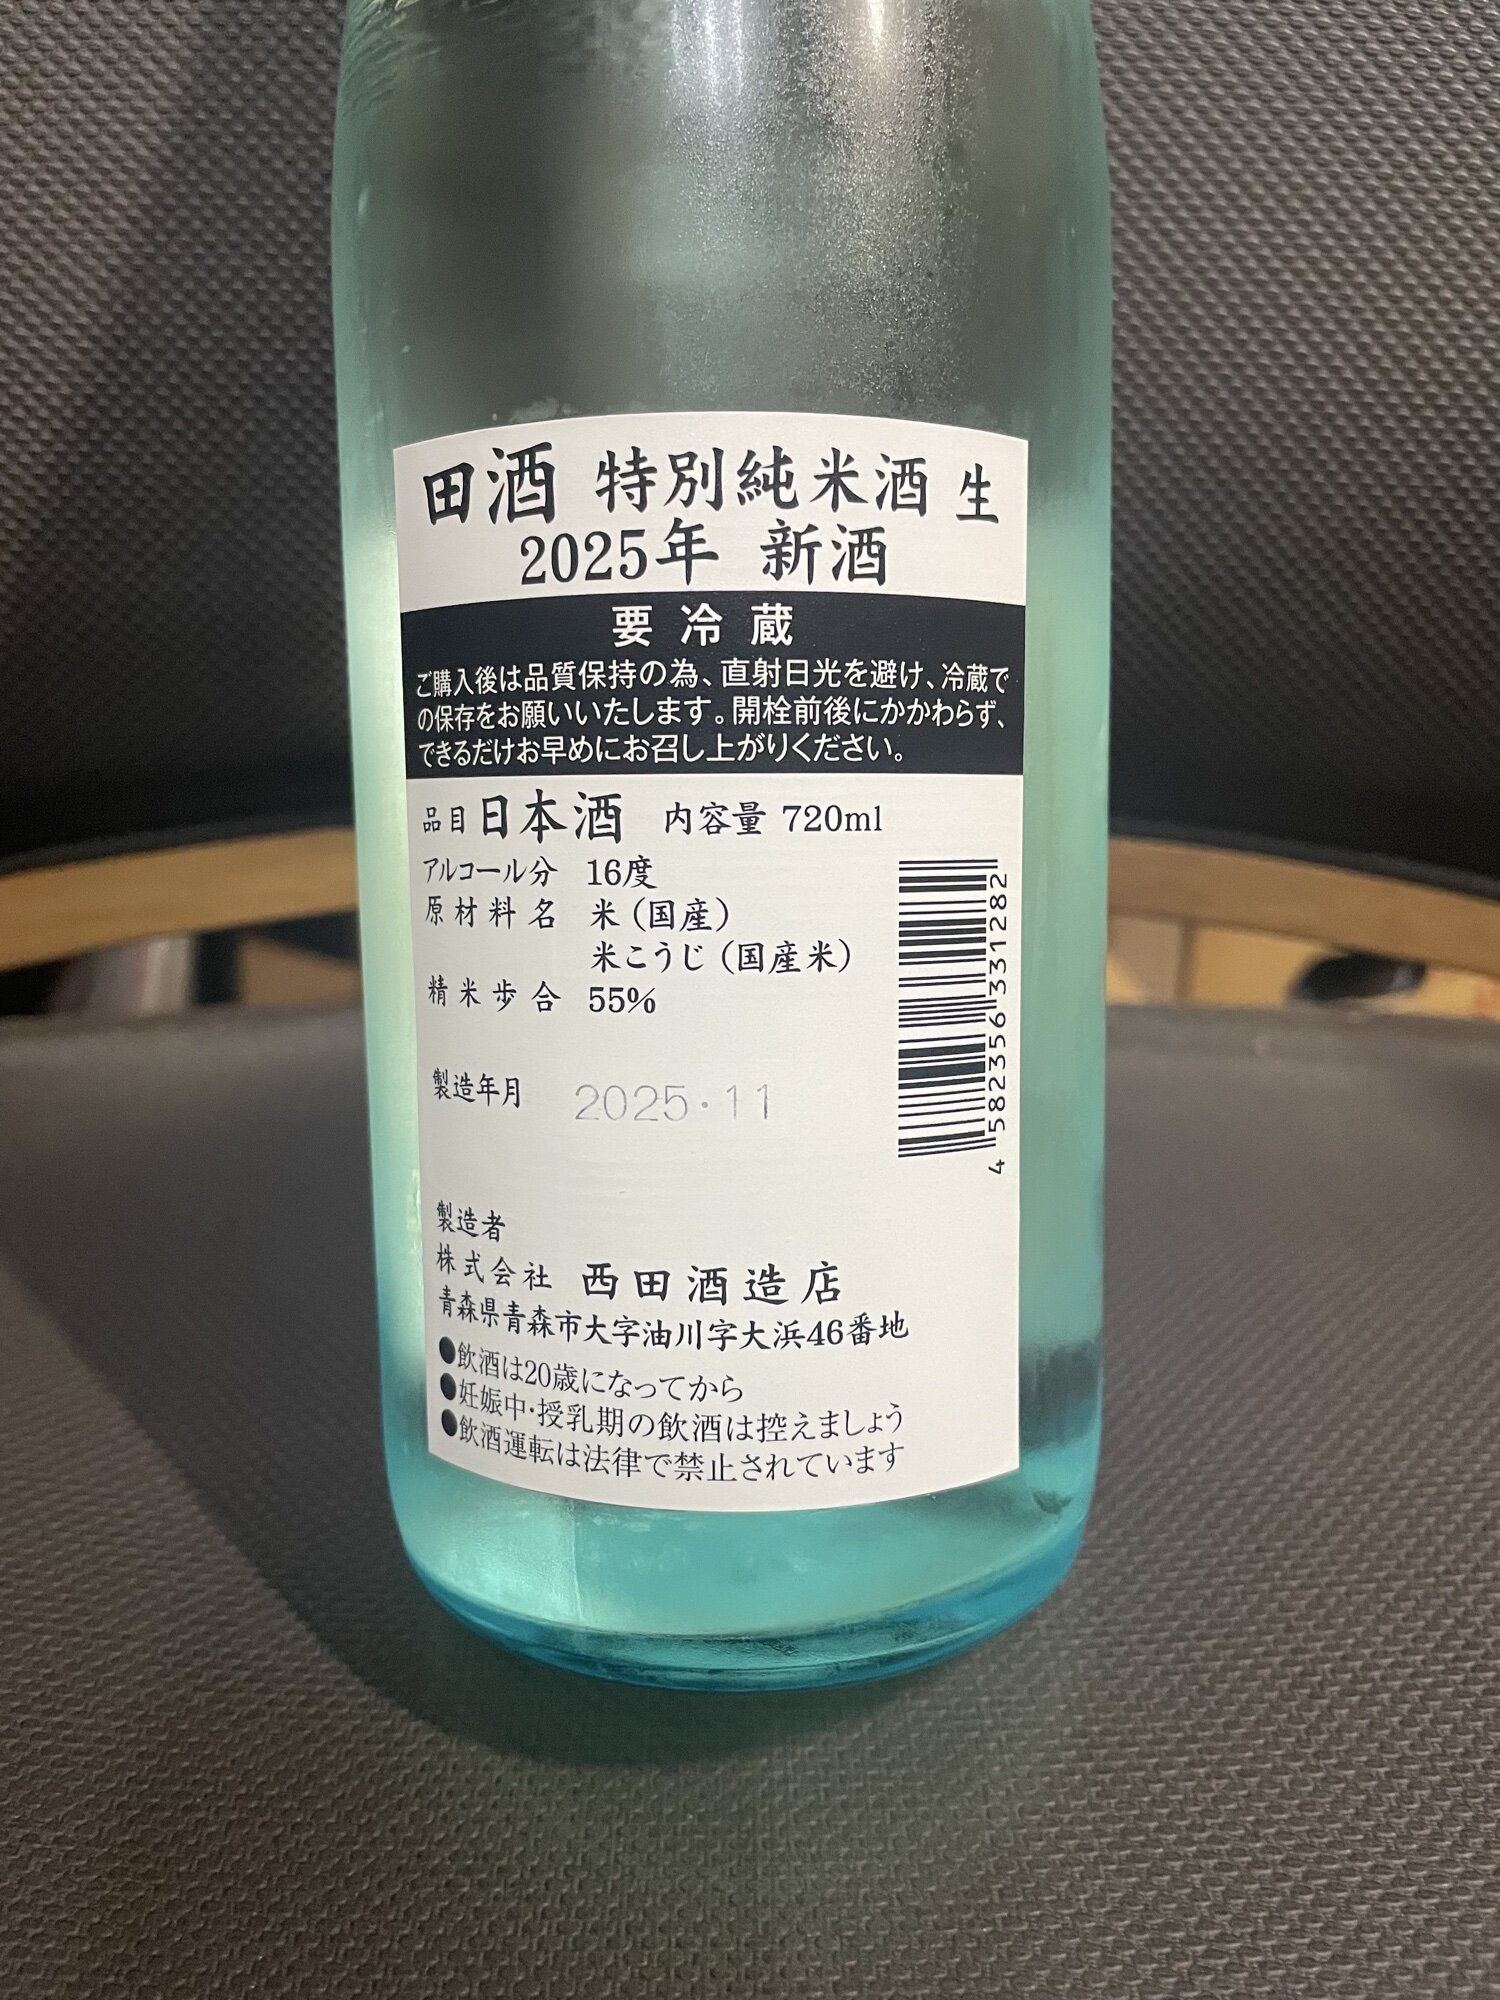 田酒 特別純米酒 生
2025年 新酒
要冷蔵
ご購入後は品質保持の為、直射日光を避け、冷蔵で
の保存をお願いいたします。開栓前後にかかわらず、
できるだけお早めにお召し上がりください。
品目 日本酒 内容量 720ml
アルコール分 16度
原材料名 米（国産）
米こうじ（国産米）
精米歩合 55%
製造年月 2025・11
4 582356 331282
製造者
株式会社 西田酒造店
青森県青森市大字油川字大浜46番地
●飲酒は20歳になってから
●妊娠中・授乳期の飲酒は控えましょう
●飲酒運転は法律で禁止されています